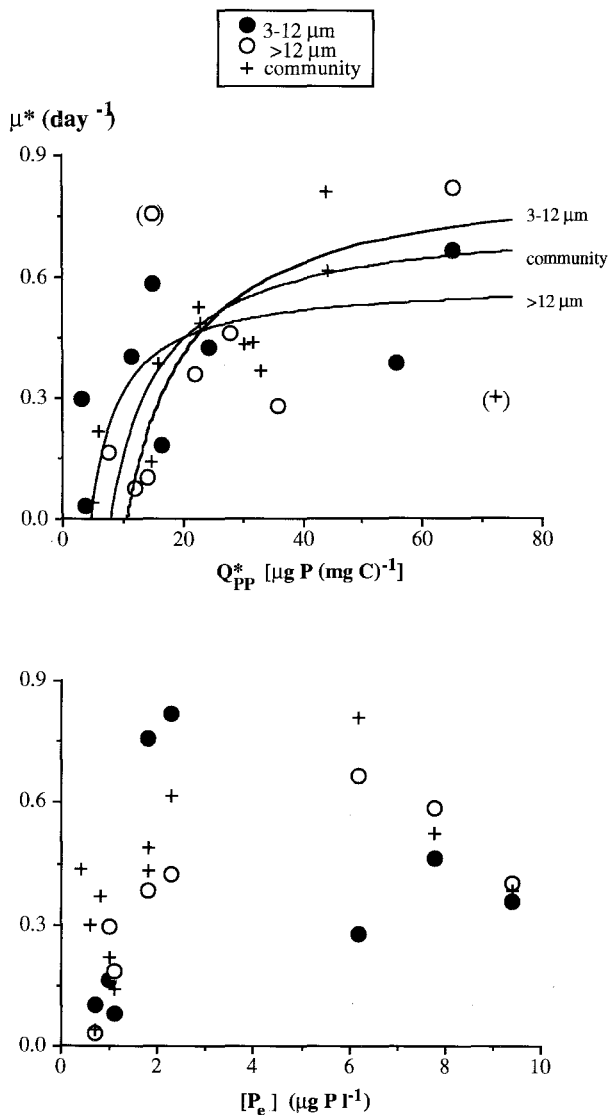 ● 3-12 μm
○ >12 μm
+ community
μ* (day -1)
0.9
0.6
0.3
0.0
0 20 40 60 80
3-12 μm
community
>12 μm
Q*PP [μg P (mg C)-1]
0.9
0.6
0.3
0.0
0 2 4 6 8 10
[Pe] (μg P l-1)